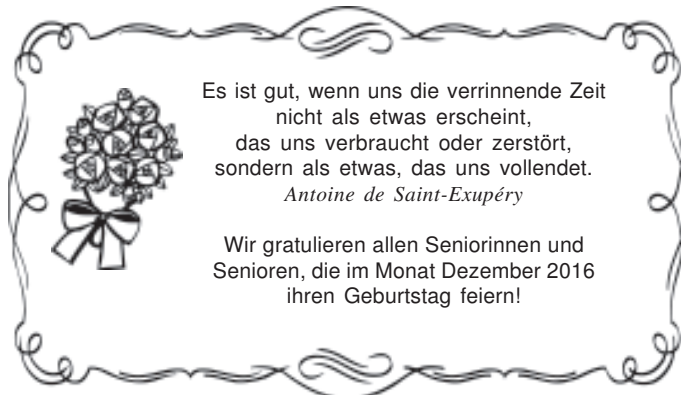 Es ist gut, wenn uns die verrinnende Zeit
nicht als etwas erscheint,
das uns verbraucht oder zerstört,
sondern als etwas, das uns vollendet.
Antoine de Saint-Exupéry
Wir gratulieren allen Seniorinnen und
Senioren, die im Monat Dezember 2016
ihren Geburtstag feiern!